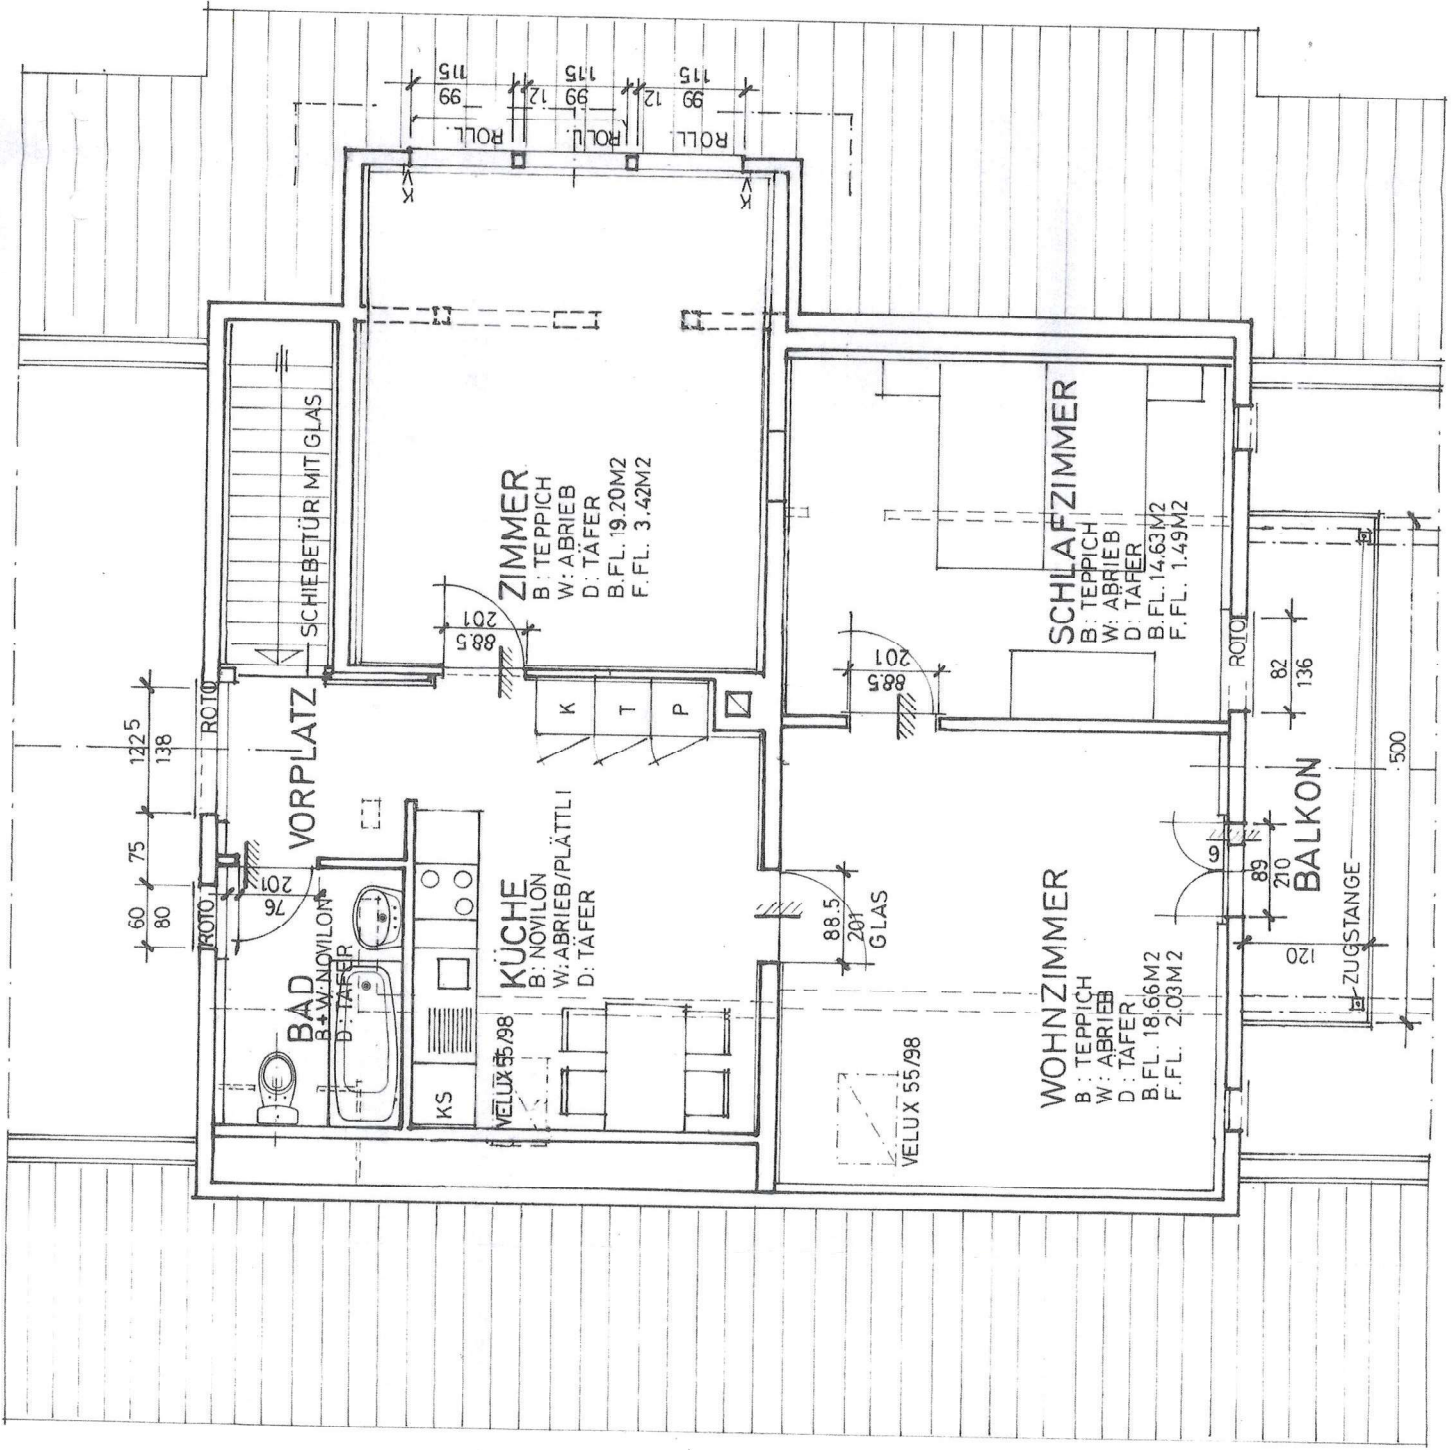 115
99
12
115
99
12
115
99
ROLL.
ROLL.
ROLL.
K
K
SCHIEBETÜR MIT GLAS
ZIMMER
B: TEPPICH
W: ABRIEB
D: TÄFER
B.FL. 19.20M2
F.FL. 3.42M2
88.5
201
SCHLAFZIMMER
B: TEPPICH
W: ABRIEB
D: TÄFER
B.FL. 14.63M2
F.FL. 1.49M2
88.5
201
ROTO
82
136
ROTO
122.5
138
75
60
80
ROTO
VORPLATZ
76
201
K
T
P
BAD
B+W: NOVILON
D: TÄFER
KÜCHE
B: NOVILON
W: ABRIEB/PLÄTTLI
D: TÄFER
KS
VELUX 55/98
88.5
201
GLAS
WOHNZIMMER
B: TEPPICH
W: ABRIEB
D: TÄFER
B.FL. 18.66M2
F.FL. 2.03M2
VELUX 55/98
9
89
210
BALKON
120
ZUGSTANGE
500